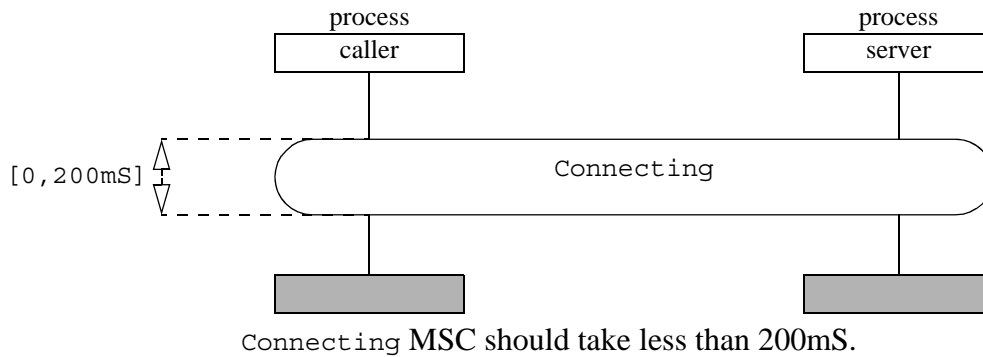 process process
caller server
[0,200mS] Connecting
Connecting MSC should take less than 200mS.